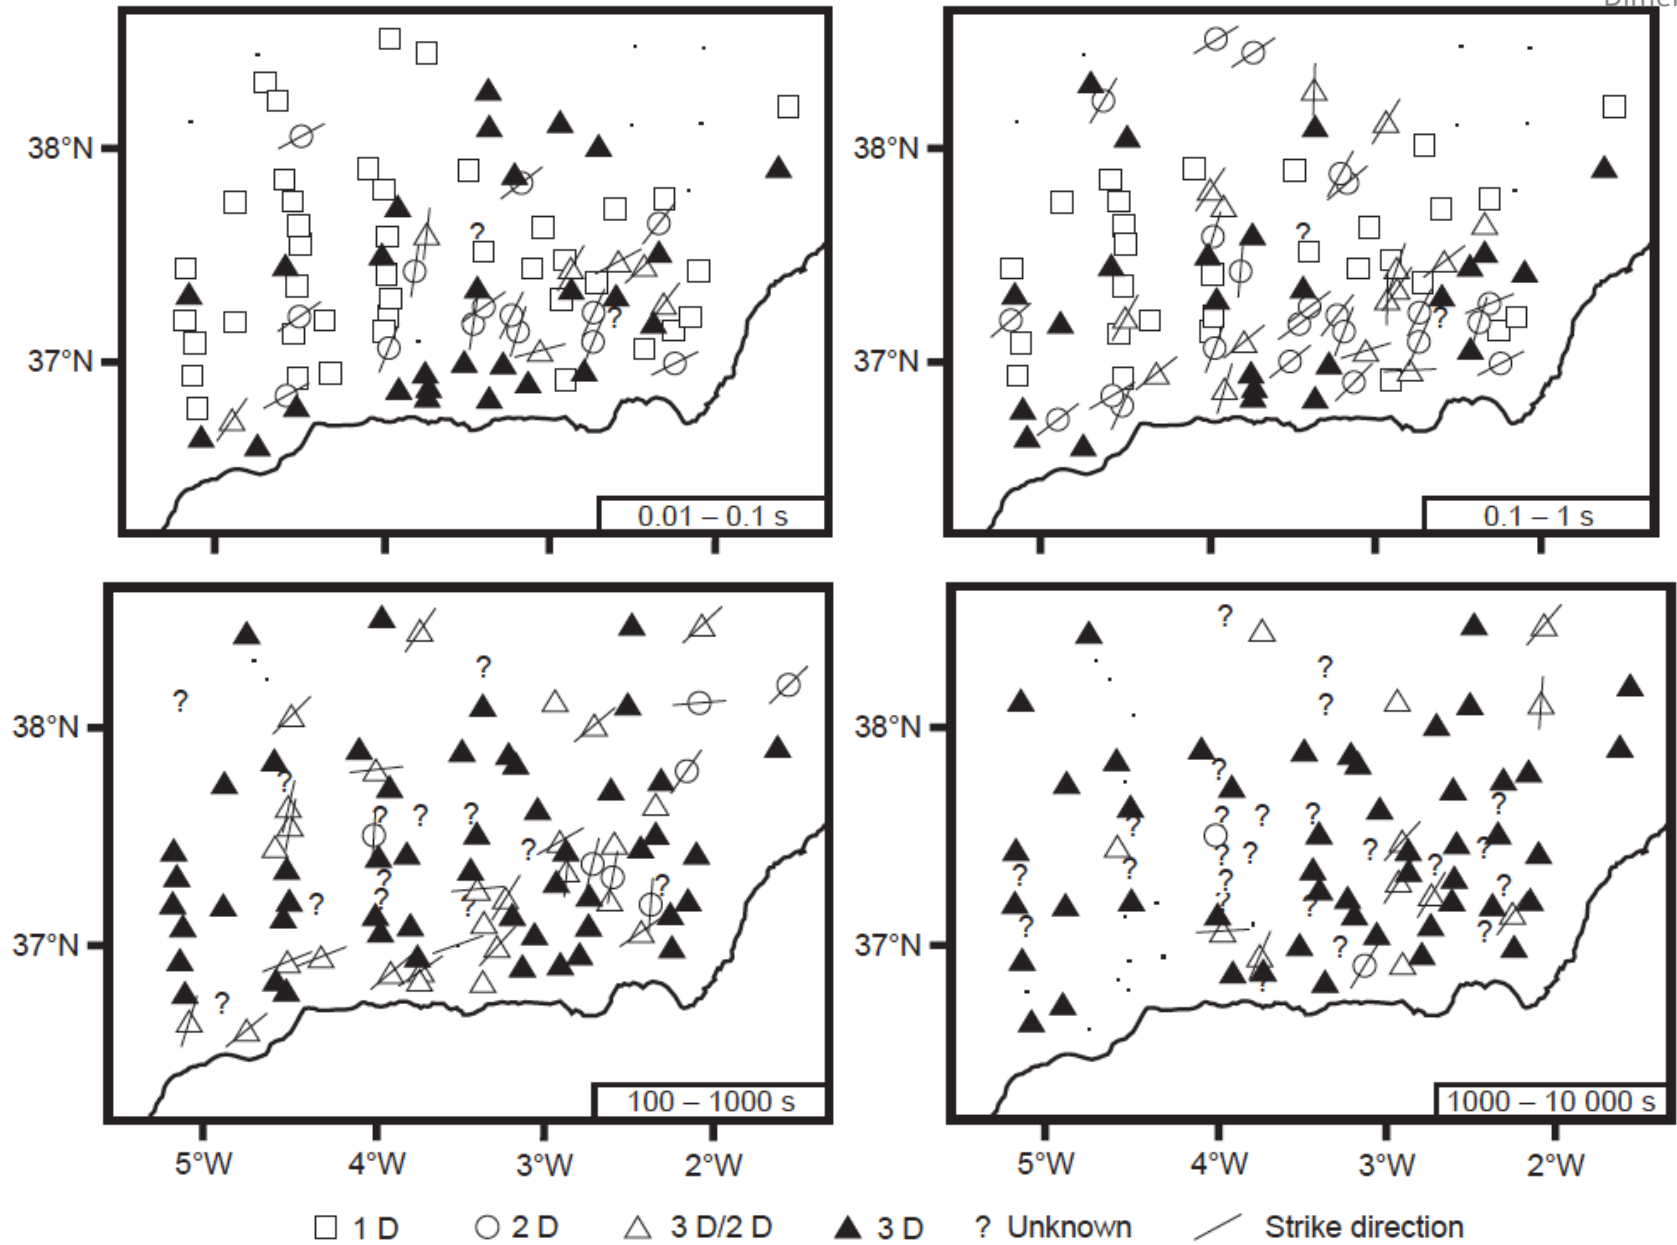 38°N
37°N
0.01 – 0.1 s
38°N
37°N
0.1 – 1 s
38°N
37°N
100 – 1000 s
5°W 4°W 3°W 2°W
38°N
37°N
1000 – 10 000 s
5°W 4°W 3°W 2°W
1 D 2 D 3 D/2 D 3 D ? Unknown Strike direction